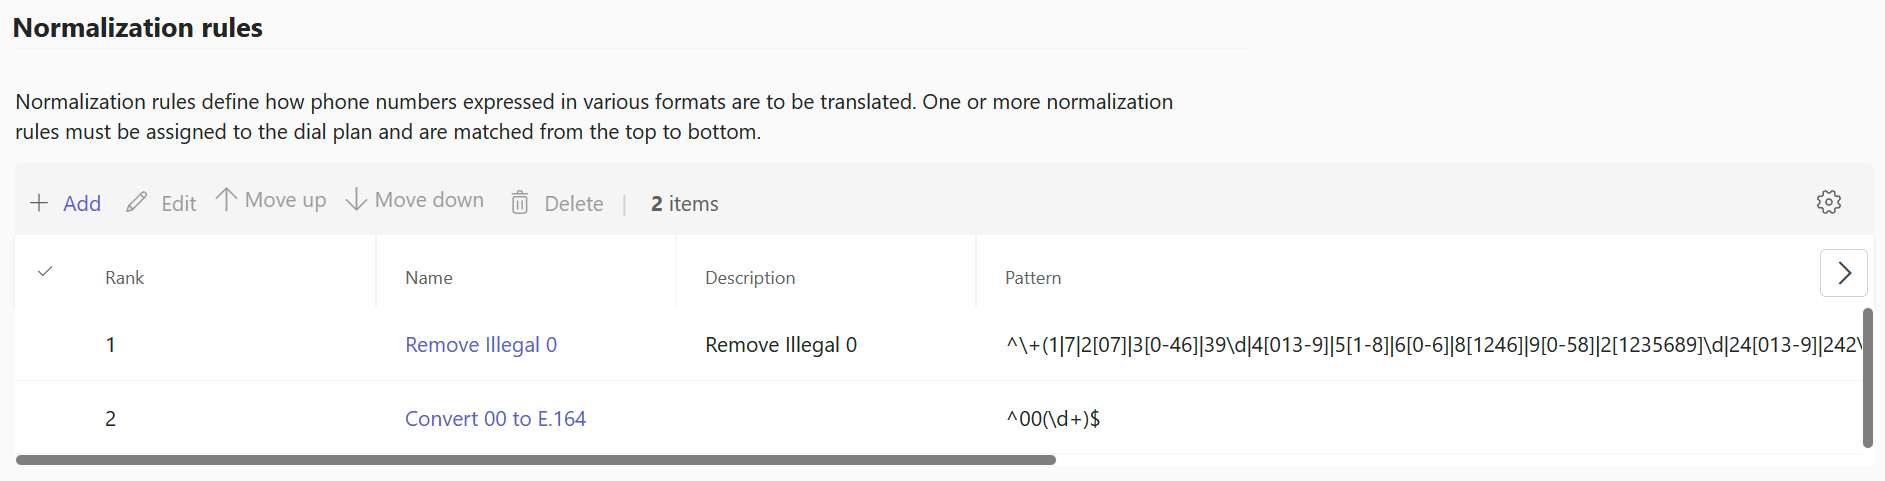 Normalization rules
Normalization rules define how phone numbers expressed in various formats are to be translated. One or more normalization
rules must be assigned to the dial plan and are matched from the top to bottom.
Add Edit Move up Move down Delete | 2 items
Rank Name Description Pattern
1 Remove Illegal 0 Remove Illegal 0 ^\+(1|7|2[07]|3[0-46]|39\d|4[013-9]|5[1-8]|6[0-6]|8[1246]|9[0-58]|2[1235689]\d|24[013-9]|242\
2 Convert 00 to E.164 ^00(\d+)$